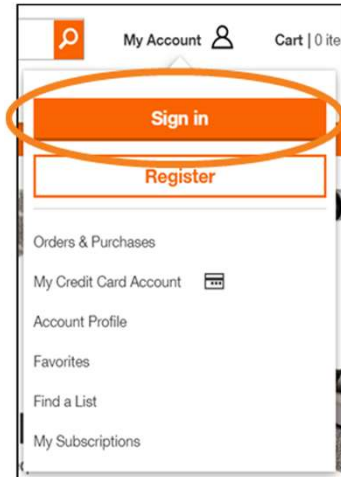 My Account Cart | 0 ite
Sign in
Register
Orders & Purchases
My Credit Card Account
Account Profile
Favorites
Find a List
My Subscriptions